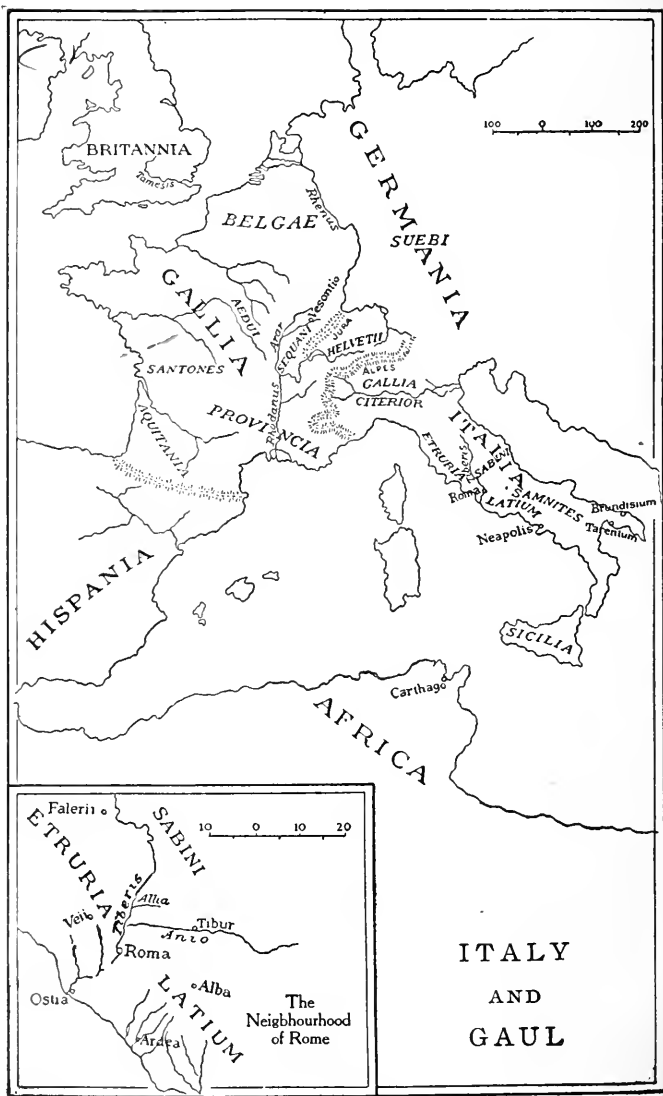 100 0 100 200
BRITANNIA
Tamesis
GERMANIA
Rhenus
BELGAE
SUEBI
GALLIA
Vesontio
AEDUI
Arar
SEQUANI
JURA
HELVETII
SANTONES
ALPES
GALLIA
CITERIOR
AQUITANIA
PROVINCIA
Rhodanus
ITALIA
ETRURIA
Tiberis
SABINI
Roma
LATIUM
SAMNITES
Brundisium
Tarentum
Neapolis
HISPANIA
SICILIA
Carthago
AFRICA
Falerii
SABINI
10 0 10 20
ETRURIA
Tiberis
Allia
Veii
Tibur
Anio
Roma
Alba
LATIUM
Ostia
Ardea
The
Neigbhourhood
of Rome
ITALY
AND
GAUL